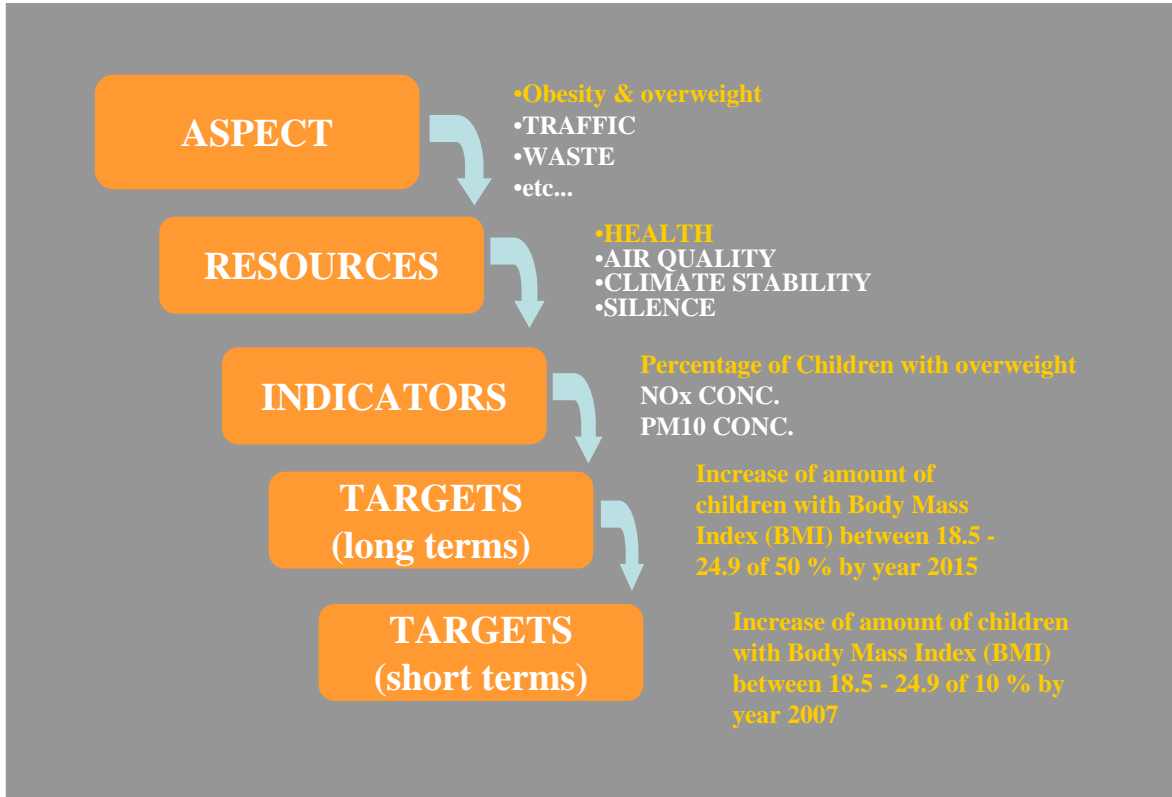 ASPECT
•Obesity & overweight
•TRAFFIC
•WASTE
•etc...
RESOURCES
•HEALTH
•AIR QUALITY
•CLIMATE STABILITY
•SILENCE
INDICATORS
Percentage of Children with overweight
NOx CONC.
PM10 CONC.
TARGETS
(long terms)
Increase of amount of
children with Body Mass
Index (BMI) between 18.5 -
24.9 of 50 % by year 2015
TARGETS
(short terms)
Increase of amount of children
with Body Mass Index (BMI)
between 18.5 - 24.9 of 10 % by
year 2007